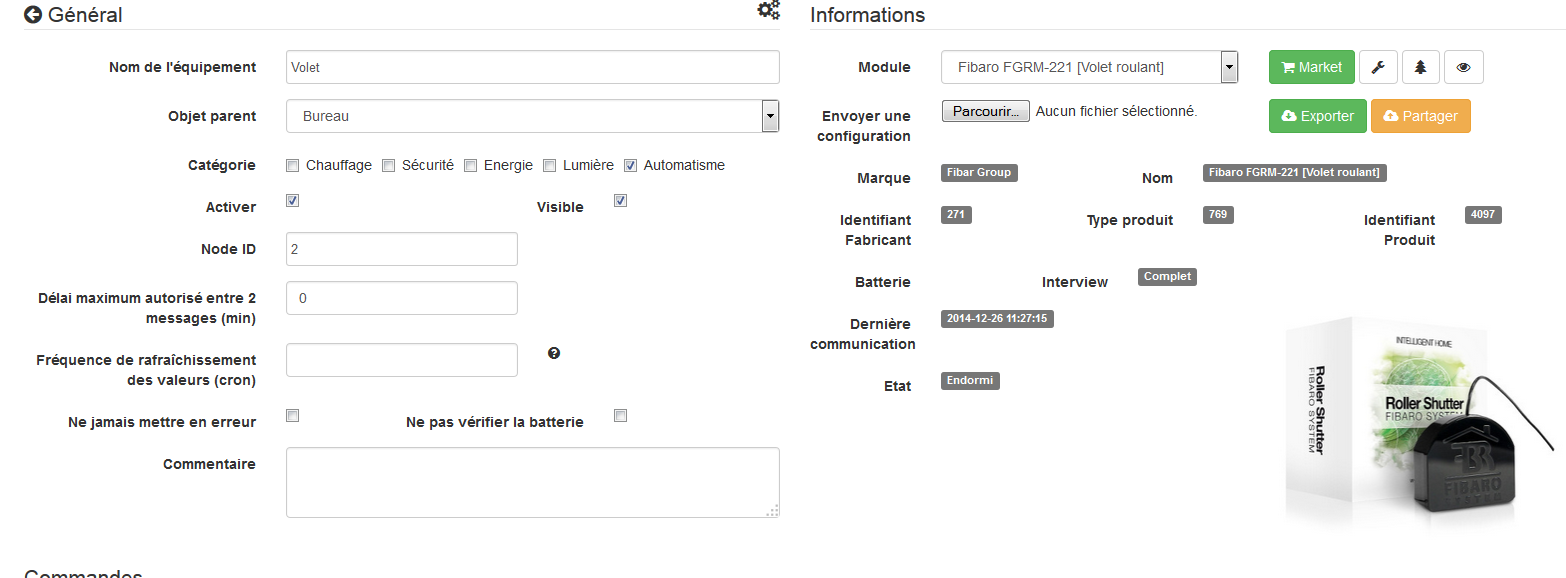 Général
Nom de l'équipement
Volet
Objet parent
Bureau
Catégorie
Chauffage Sécurité Energie Lumière Automatisme
Activer
Visible
Node ID
2
Délai maximum autorisé entre 2
messages (min)
0
Fréquence de rafraîchissement
des valeurs (cron)
Ne jamais mettre en erreur
Ne pas vérifier la batterie
Commentaire
Commandes
Informations
Module
Fibaro FGRM-221 [Volet roulant]
Market
Envoyer une
configuration
Parcourir... Aucun fichier sélectionné.
Exporter
Partager
Marque
Fibar Group
Nom
Fibaro FGRM-221 [Volet roulant]
Identifiant
Fabricant
271
Type produit
769
Identifiant
Produit
4097
Batterie
Interview
Complet
Dernière
communication
2014-12-26 11:27:15
Etat
Endormi
INTELLIGENT HOME
Roller Shutter
FIBARO SYSTEM
Roller Shutter
FIBARO SYSTEM
FIBARO
SYSTEM